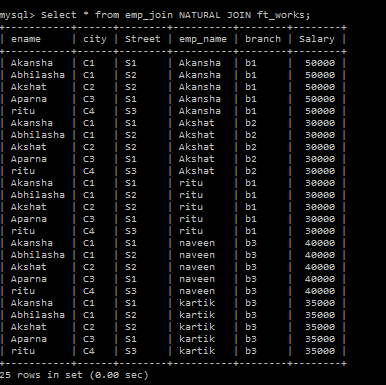 mysql> Select * from emp_join NATURAL JOIN ft_works;
+-----------+------+--------+----------+--------+--------+
| ename | city | Street | emp_name | branch | Salary |
+-----------+------+--------+----------+--------+--------+
| Akansha | C1 | S1 | Akansha | b1 | 50000 |
| Abhilasha | C1 | S2 | Akansha | b1 | 50000 |
| Akshat | C2 | S2 | Akansha | b1 | 50000 |
| Aparna | C3 | S1 | Akansha | b1 | 50000 |
| ritu | C4 | S3 | Akansha | b1 | 50000 |
| Akansha | C1 | S1 | Akshat | b2 | 30000 |
| Abhilasha | C1 | S2 | Akshat | b2 | 30000 |
| Akshat | C2 | S2 | Akshat | b2 | 30000 |
| Aparna | C3 | S1 | Akshat | b2 | 30000 |
| ritu | C4 | S3 | Akshat | b2 | 30000 |
| Akansha | C1 | S1 | ritu | b1 | 30000 |
| Abhilasha | C1 | S2 | ritu | b1 | 30000 |
| Akshat | C2 | S2 | ritu | b1 | 30000 |
| Aparna | C3 | S1 | ritu | b1 | 30000 |
| ritu | C4 | S3 | ritu | b1 | 30000 |
| Akansha | C1 | S1 | naveen | b3 | 40000 |
| Abhilasha | C1 | S2 | naveen | b3 | 40000 |
| Akshat | C2 | S2 | naveen | b3 | 40000 |
| Aparna | C3 | S1 | naveen | b3 | 40000 |
| ritu | C4 | S3 | naveen | b3 | 40000 |
| Akansha | C1 | S1 | kartik | b3 | 35000 |
| Abhilasha | C1 | S2 | kartik | b3 | 35000 |
| Akshat | C2 | S2 | kartik | b3 | 35000 |
| Aparna | C3 | S1 | kartik | b3 | 35000 |
| ritu | C4 | S3 | kartik | b3 | 35000 |
+-----------+------+--------+----------+--------+--------+
25 rows in set (0.00 sec)